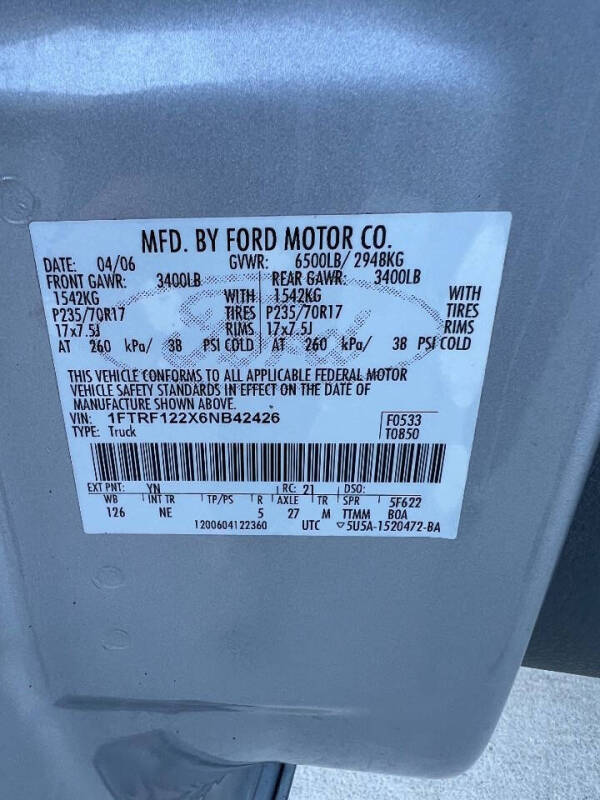 MFD. BY FORD MOTOR CO.
DATE: 04/06 GVWR: 6500LB/ 2948KG
FRONT GAWR: 3400LB REAR GAWR: 3400LB
1542KG WITH 1542KG WITH
P235/70R17 TIRES P235/70R17 TIRES
17x7.5J RIMS 17x7.5J RIMS
AT 260 kPa/ 38 PSI COLD AT 260 kPa/ 38 PSI COLD
Ford
THIS VEHICLE CONFORMS TO ALL APPLICABLE FEDERAL MOTOR
VEHICLE SAFETY STANDARDS IN EFFECT ON THE DATE OF
MANUFACTURE SHOWN ABOVE.
VIN: 1FTRF122X6NB42426 F0533
TYPE: Truck T0850
EXT PNT: YN RC: 21 DSO:
WB INT TR TP/PS R AXLE TR SPR 5F622
126 NE 5 27 M TTMM BOA
1200604122360 UTC 5U5A-1520472-BA